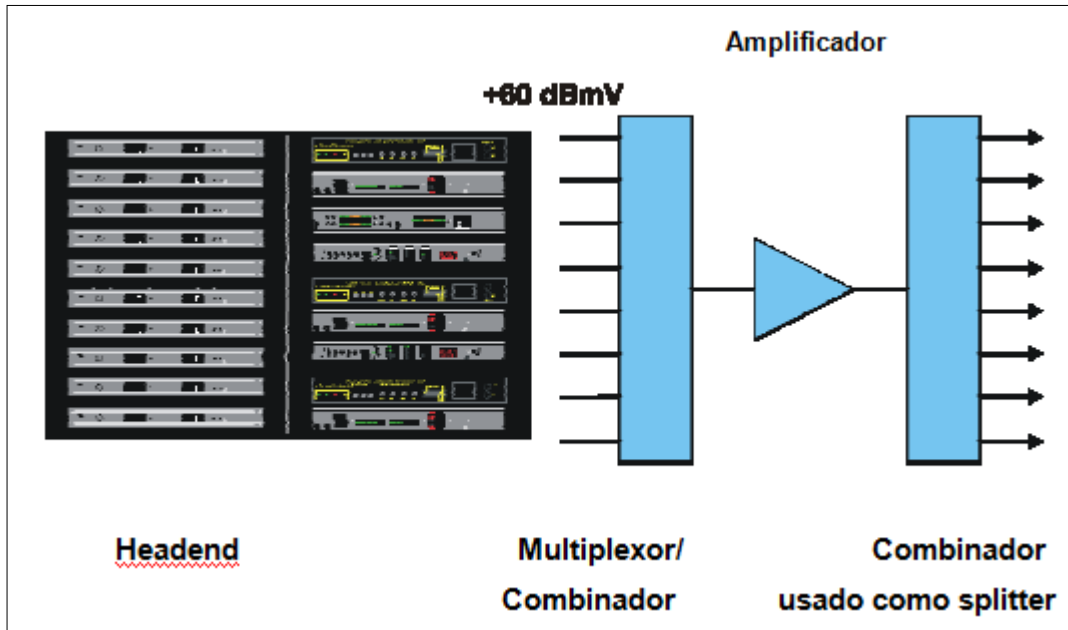 Amplificador
+60 dBmV
Headend
Multiplexor/
Combinador
Combinador
usado como splitter